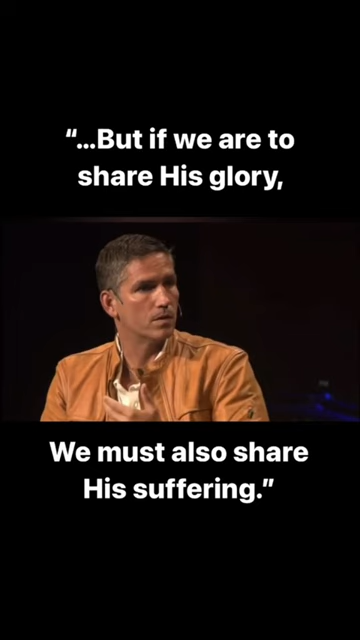 “...But if we are to
share His glory,
We must also share
His suffering.”